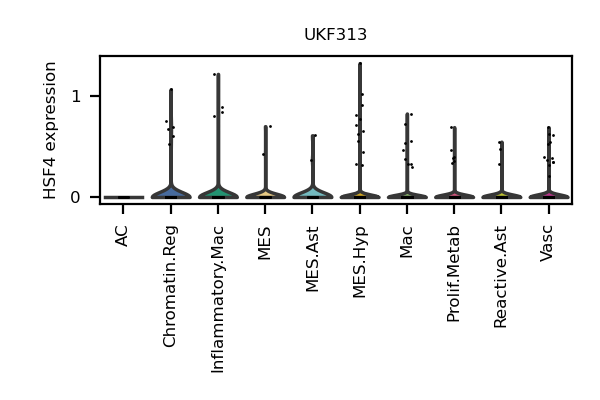 UKF313
HSF4 expression
1
0
AC
Chromatin.Reg
Inflammatory.Mac
MES
MES.Ast
MES.Hyp
Mac
Prolif.Metab
Reactive.Ast
Vasc